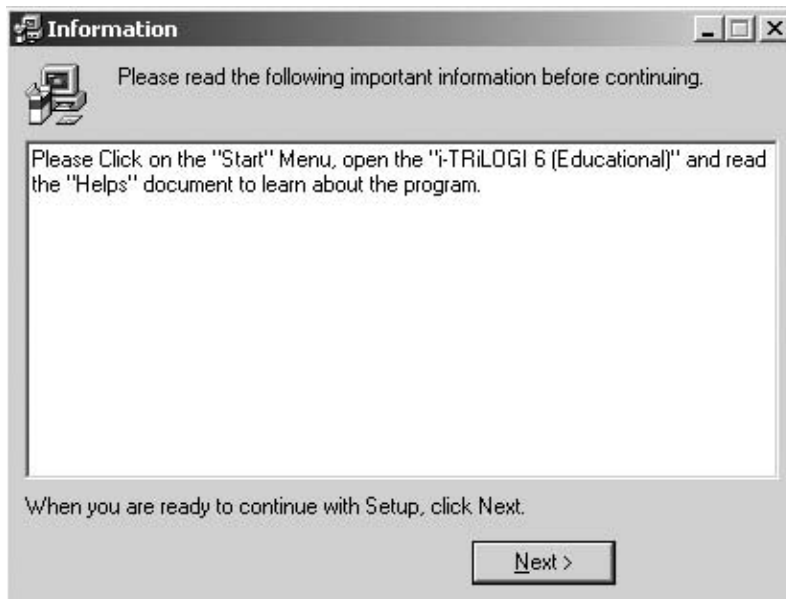 Information
Please read the following important information before continuing.
Please Click on the "Start" Menu, open the "i-TRiLOGI 6 (Educational)" and read
the "Helps" document to learn about the program.
When you are ready to continue with Setup, click Next.
Next >